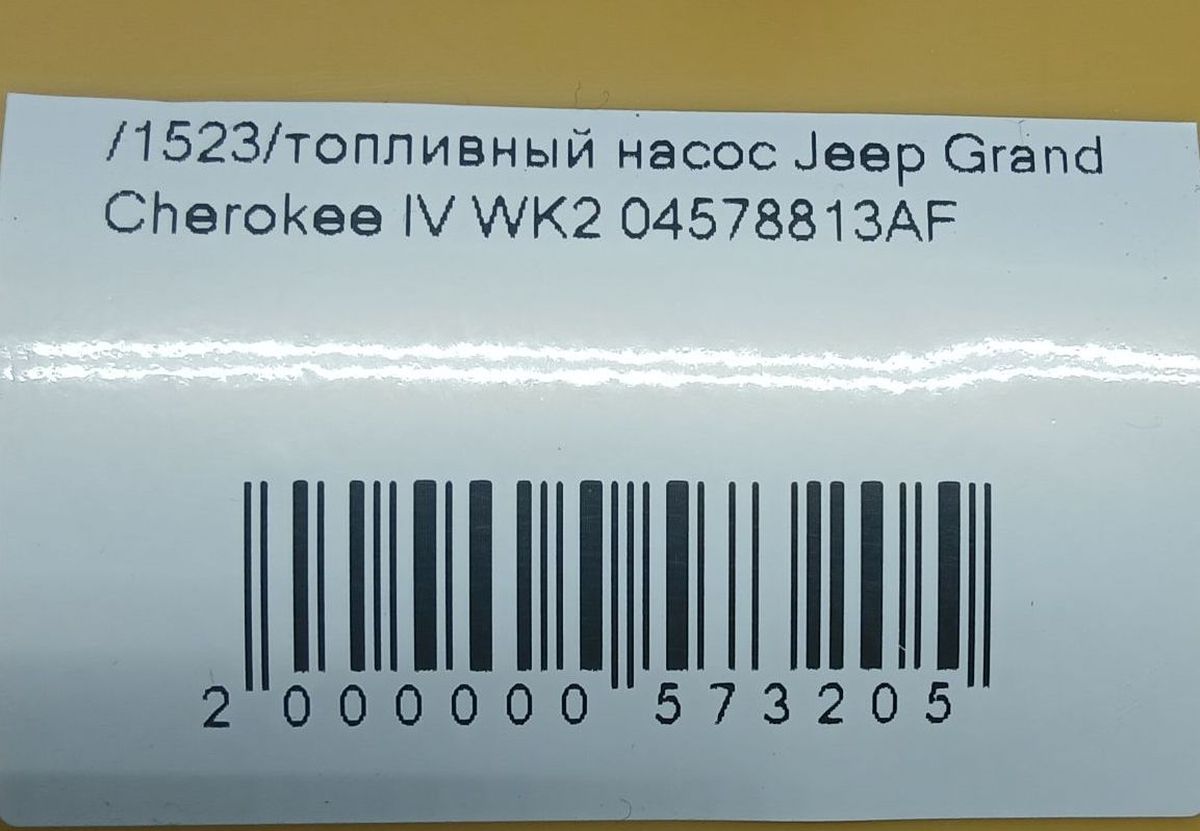 /1523/топливный насос Jeep Grand
Cherokee IV WK2 04578813AF
2 000000 573205